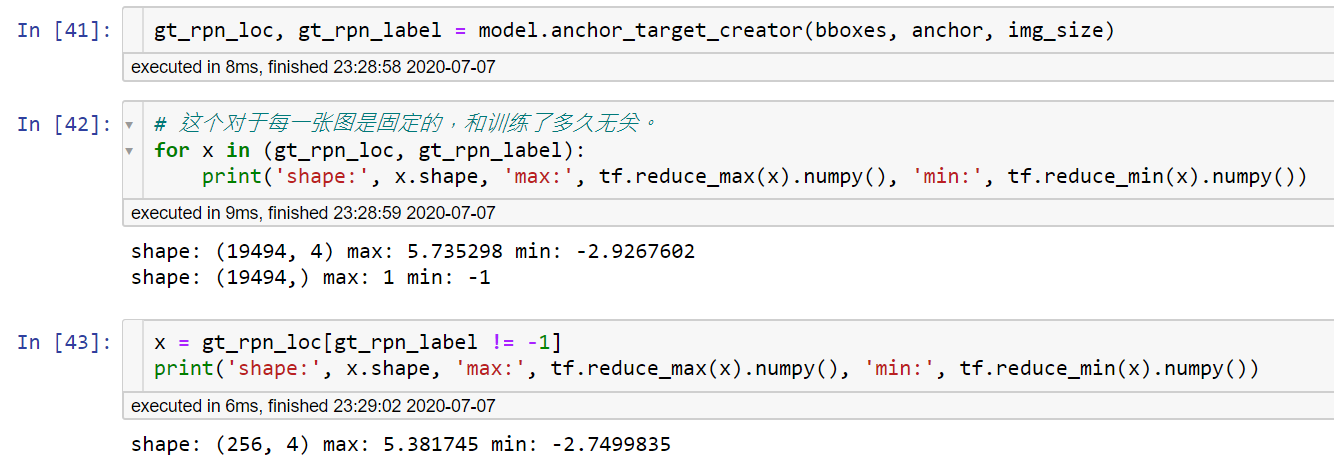 In [41]: gt_rpn_loc, gt_rpn_label = model.anchor_target_creator(bboxes, anchor, img_size)
executed in 8ms, finished 23:28:58 2020-07-07
In [42]: # 这个对于每一张图是固定的，和训练了多久无关。
for x in (gt_rpn_loc, gt_rpn_label):
    print('shape:', x.shape, 'max:', tf.reduce_max(x).numpy(), 'min:', tf.reduce_min(x).numpy())
executed in 9ms, finished 23:28:59 2020-07-07
shape: (19494, 4) max: 5.735298 min: -2.9267602
shape: (19494,) max: 1 min: -1
In [43]: x = gt_rpn_loc[gt_rpn_label != -1]
print('shape:', x.shape, 'max:', tf.reduce_max(x).numpy(), 'min:', tf.reduce_min(x).numpy())
executed in 6ms, finished 23:29:02 2020-07-07
shape: (256, 4) max: 5.381745 min: -2.7499835